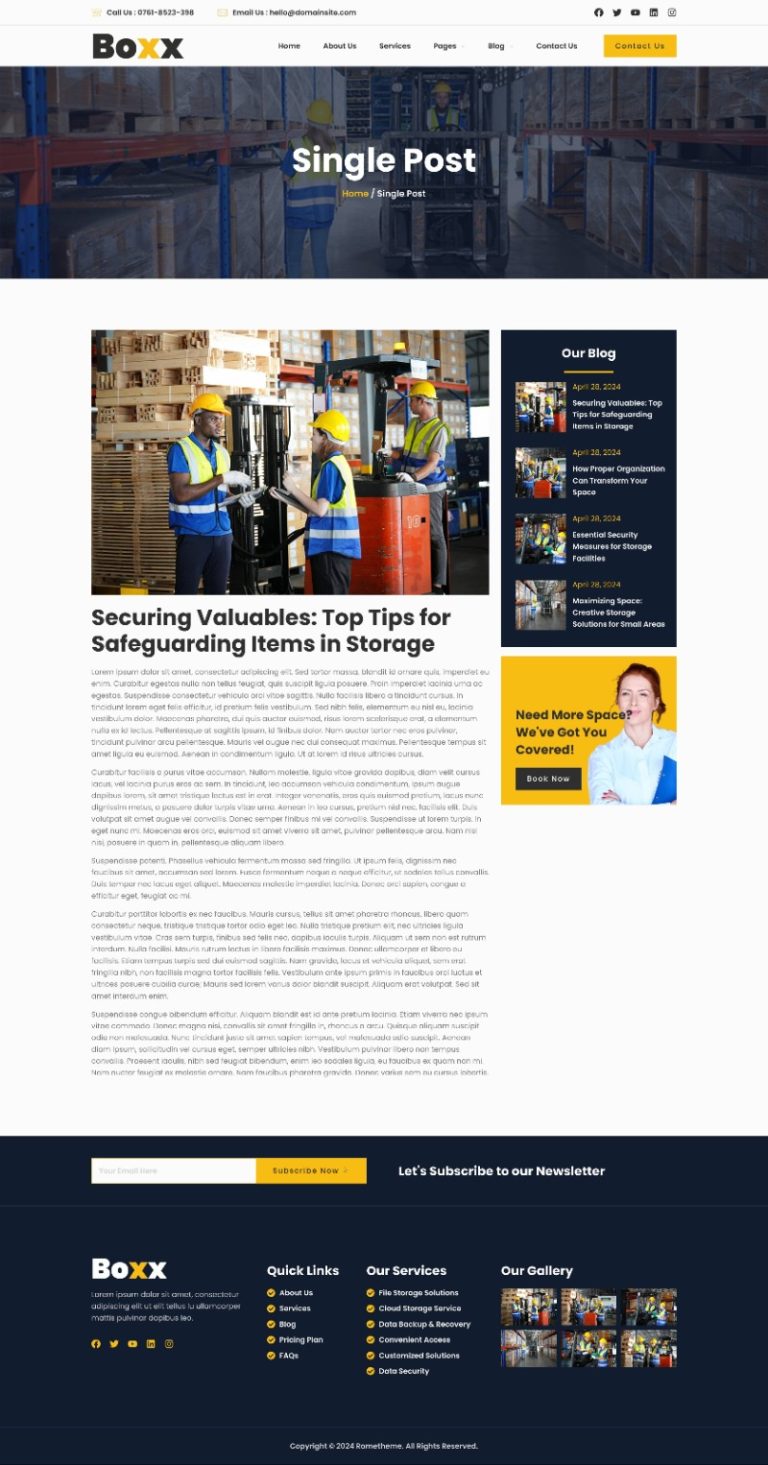 Call Us : 0761-8523-398
Email Us : hello@domainsite.com
Boxx
Home
About Us
Services
Pages
Blog
Contact Us
Contact Us
Single Post
Home / Single Post
Securing Valuables: Top Tips for
Safeguarding Items in Storage
Lorem ipsum dolor sit amet, consectetur adipiscing elit. Sed tortor massa, blandit id ornare quis, imperdiet eu
enim. Curabitur egestas nulla non tellus feugiat, quis suscipit ligula posuere. Proin imperdiet lacinia urna ac
egestas. Suspendisse consectetur vehicula orci vitae sagittis. Nulla facilisis libero a tincidunt cursus. In
tincidunt lorem eget felis efficitur, id pretium felis vestibulum. Sed nibh felis, elementum eu nisl eu, lacinia
vestibulum dolor. Maecenas pharetra, dui quis auctor euismod, risus lorem scelerisque erat, a elementum
nulla ex id lectus. Pellentesque at sagittis ipsum, id finibus dolor. Nam auctor tortor nec eros pulvinar,
tincidunt pulvinar arcu pellentesque. Mauris vel augue nec dui consequat maximus. Pellentesque tempus sit
amet ligula eu euismod. Aenean in condimentum ligula. Ut at lorem id risus ultricies cursus.
Curabitur facilisis a purus vitae accumsan. Nullam molestie, ligula vitae gravida dapibus, diam velit cursus
lacus, vel lacinia purus eros ac sem. In tincidunt, leo accumsan vehicula condimentum, ipsum augue
dapibus lorem, sit amet tristique lectus est in erat. Integer venenatis, eros quis euismod pretium, lacus nunc
dignissim metus, a posuere dolor turpis vitae urna. Aenean in leo cursus, pretium nisl nec, facilisis elit. Duis
volutpat sit amet augue vel convallis. Donec semper finibus mi vel convallis. Suspendisse ut lorem turpis. In
eget nunc mi. Maecenas eros orci, euismod sit amet viverra sit amet, pulvinar pellentesque arcu. Nam nisl
nisi, posuere in quam in, pellentesque aliquam libero.
Suspendisse potenti. Phasellus vehicula fermentum massa sed fringilla. Ut ipsum felis, dignissim nec
faucibus sit amet, accumsan sed lorem. Fusce fermentum neque a neque efficitur, ut sodales tellus convallis.
Duis tempor nec lacus eget aliquet. Maecenas molestie imperdiet lacinia. Donec orci sapien, congue a
efficitur eget, feugiat ac mi.
Curabitur porttitor lobortis ex nec faucibus. Mauris cursus, tellus sit amet pharetra rhoncus, libero quam
consectetur neque, tristique tristique tortor odio eget leo. Nulla tristique pretium elit, nec ultricies ligula
vestibulum vitae. Cras sem turpis, finibus sed felis nec, dapibus iaculis turpis. Aliquam ut sem non est rutrum
interdum. Nulla facilisi. Mauris rutrum lectus in libero facilisis maximus. Donec ullamcorper et libero eu
facilisis. Etiam tempus turpis sed dui euismod sagittis. Nam gravida, lacus ut vehicula aliquet, sem erat
fringilla nibh, non facilisis magna tortor facilisis felis. Vestibulum ante ipsum primis in faucibus orci luctus et
ultrices posuere cubilia curae; Mauris sed lorem varius dolor blandit suscipit. Aliquam erat volutpat. Sed sit
amet interdum enim.
Suspendisse congue bibendum efficitur. Aliquam blandit est id ante pretium lacinia. Etiam viverra nec ipsum
vitae commodo. Donec magna nisi, convallis sit amet fringilla in, rhoncus a arcu. Quisque aliquam suscipit
odio non malesuada. Nunc tincidunt justo sit amet sapien tempus, vel malesuada odio suscipit. Aenean
diam ipsum, sollicitudin vel cursus eget, semper ultricies nibh. Vestibulum pulvinar libero non tempus
convallis. Praesent iaculis, nibh sed feugiat bibendum, enim leo sodales ligula, eu faucibus ex quam non mi.
Nam auctor feugiat ex molestie ornare. Nam faucibus pharetra gravida. Donec varius sem eu cursus lobortis.
Our Blog
April 28, 2024
Securing Valuables: Top
Tips for Safeguarding
Items in Storage
April 28, 2024
How Proper Organization
Can Transform Your
Space
April 28, 2024
Essential Security
Measures for Storage
Facilities
April 28, 2024
Maximizing Space:
Creative Storage
Solutions for Small Areas
Need More Space?
We've Got You
Covered!
Book Now
Your Email Here
Subscribe Now
Let's Subscribe to our Newsletter
Boxx
Lorem ipsum dolor sit amet, consectetur
adipiscing elit ut elit tellus lu ullamcorper
mattis pulvinar dapibus leo.
Quick Links
About Us
Services
Blog
Pricing Plan
FAQs
Our Services
File Storage Solutions
Cloud Storage Service
Data Backup & Recovery
Convenient Access
Customized Solutions
Data Security
Our Gallery
Copyright © 2024 Rometheme. All Rights Reserved.